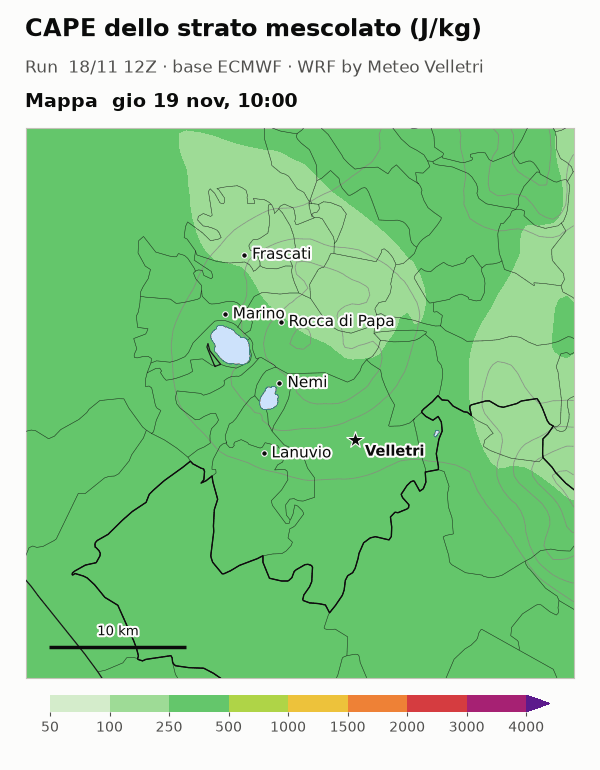 CAPE dello strato mescolato (J/kg)
Run  18/11 12Z · base ECMWF · WRF by Meteo Velletri
Mappa  gio 19 nov, 10:00
Frascati
Marino
Rocca di Papa
Nemi
Velletri
Lanuvio
10 km
50 100 250 500 1000 1500 2000 3000 4000